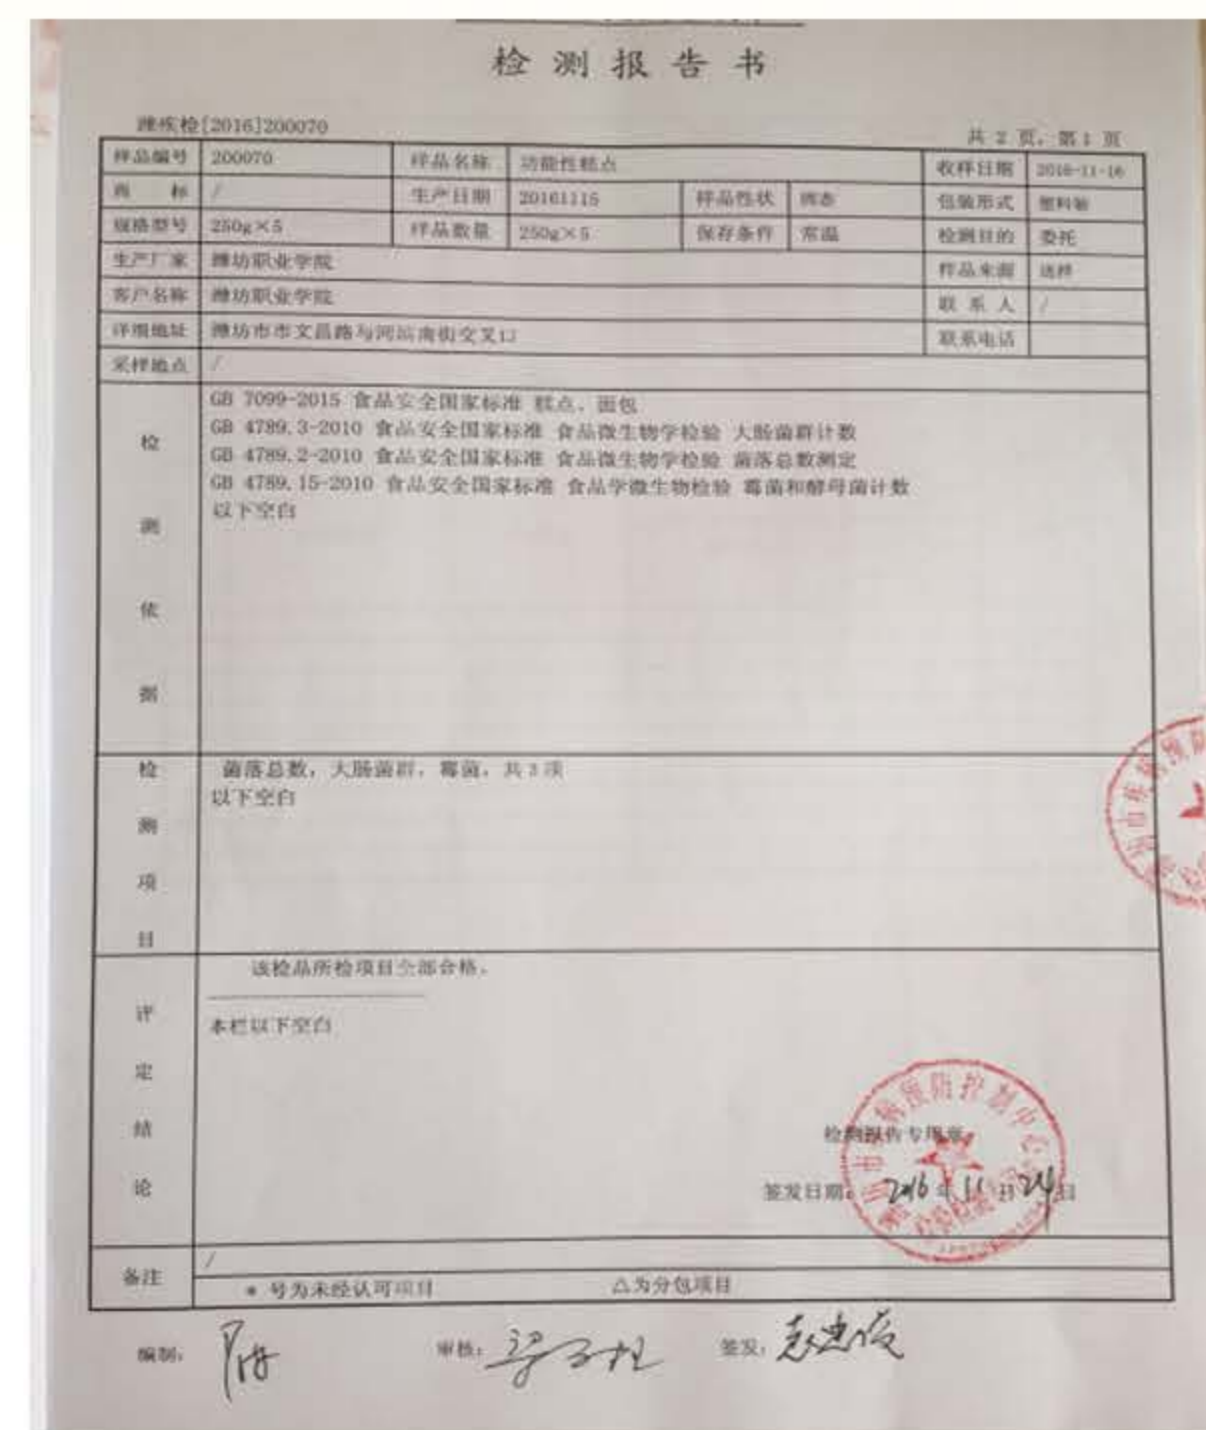 检测报告书
潍疾检[2016]200070
共 2 页, 第 1 页
样品编号 200070 样品名称 功能性糕点 收样日期 2016-11-16
商 标 / 生产日期 20161115 样品性状 固态 包装形式 塑料袋
规格型号 250g×5 样品数量 250g×5 保存条件 常温 检测目的 委托
生产厂家 潍坊职业学院 样品来源 送样
客户名称 潍坊职业学院 联 系 人 /
详细地址 潍坊市市文昌路与河滨南街交叉口 联系电话
采样地点 /
检测依据
GB 7099-2015 食品安全国家标准 糕点、面包
GB 4789.3-2010 食品安全国家标准 食品微生物学检验 大肠菌群计数
GB 4789.2-2010 食品安全国家标准 食品微生物学检验 菌落总数测定
GB 4789.15-2010 食品安全国家标准 食品学微生物检验 霉菌和酵母菌计数
以下空白
检测项目
菌落总数, 大肠菌群, 霉菌, 共3项
以下空白
评定结论
该检品所检项目全部合格。
本栏以下空白
检测报告专用章
签发日期: 2016 年 11 月 24 日
备注 /
* 号为未经认可项目 △为分包项目
编制: 审核: 签发: